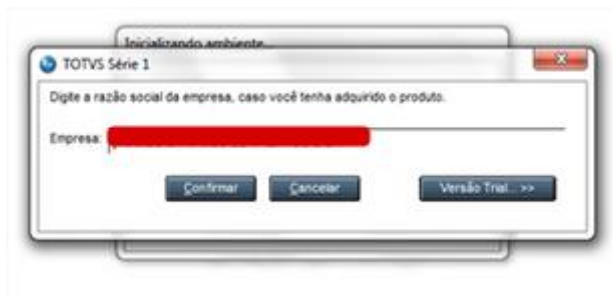 Inicializando ambiente...
TOTVS Série 1
Digite a razão social da empresa, caso você tenha adquirido o produto.
Empresa:
Confirmar Cancelar Versão Trial... >>